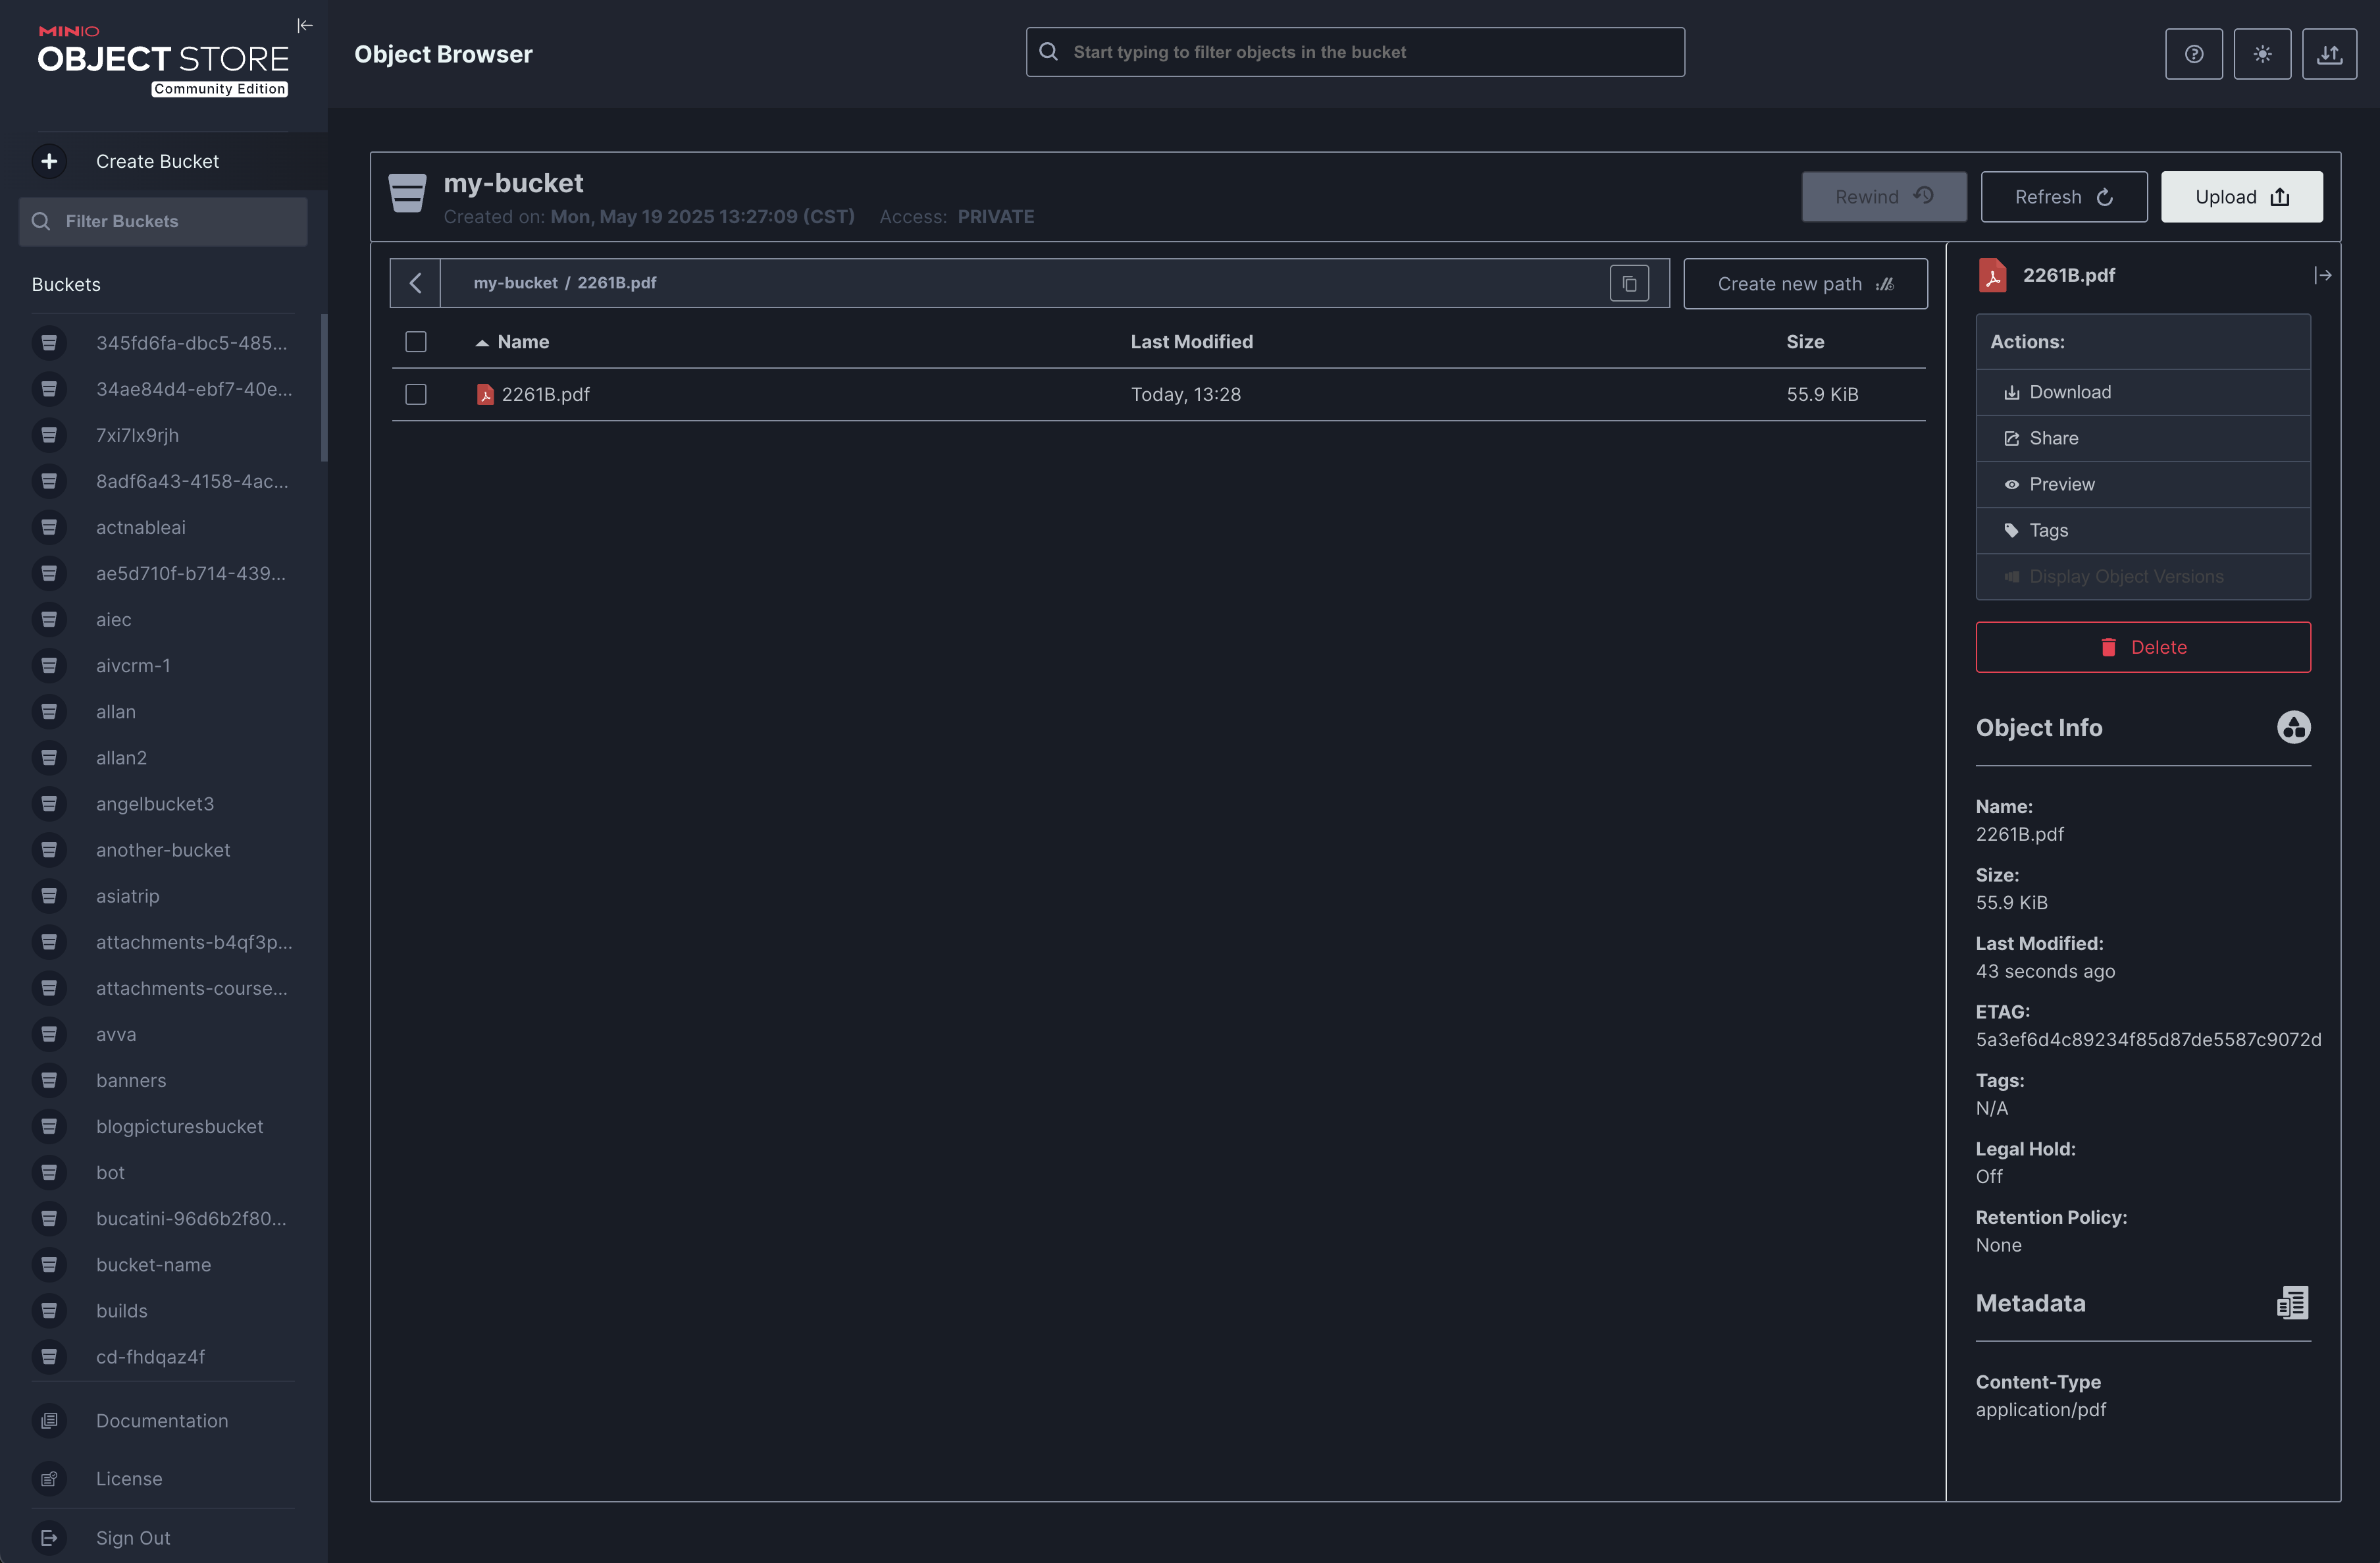 MINIO
OBJECT STORE
Community Edition
Create Bucket
Filter Buckets
Buckets
345fd6fa-dbc5-485...
34ae84d4-ebf7-40e...
7xi7lx9rjh
8adf6a43-4158-4ac...
actnableai
ae5d710f-b714-439...
aiec
aivcrm-1
allan
allan2
angelbucket3
another-bucket
asiatrip
attachments-b4qf3p...
attachments-course...
avva
banners
blogpicturesbucket
bot
bucatini-96d6b2f80...
bucket-name
builds
cd-fhdqaz4f
Documentation
License
Sign Out
Object Browser
Start typing to filter objects in the bucket
my-bucket
Created on: Mon, May 19 2025 13:27:09 (CST) Access: PRIVATE
Rewind
Refresh
Upload
my-bucket / 2261B.pdf
Create new path
Name Last Modified Size
2261B.pdf Today, 13:28 55.9 KiB
2261B.pdf
Actions:
Download
Share
Preview
Tags
Display Object Versions
Delete
Object Info
Name:
2261B.pdf
Size:
55.9 KiB
Last Modified:
43 seconds ago
ETAG:
5a3ef6d4c89234f85d87de5587c9072d
Tags:
N/A
Legal Hold:
Off
Retention Policy:
None
Metadata
Content-Type
application/pdf